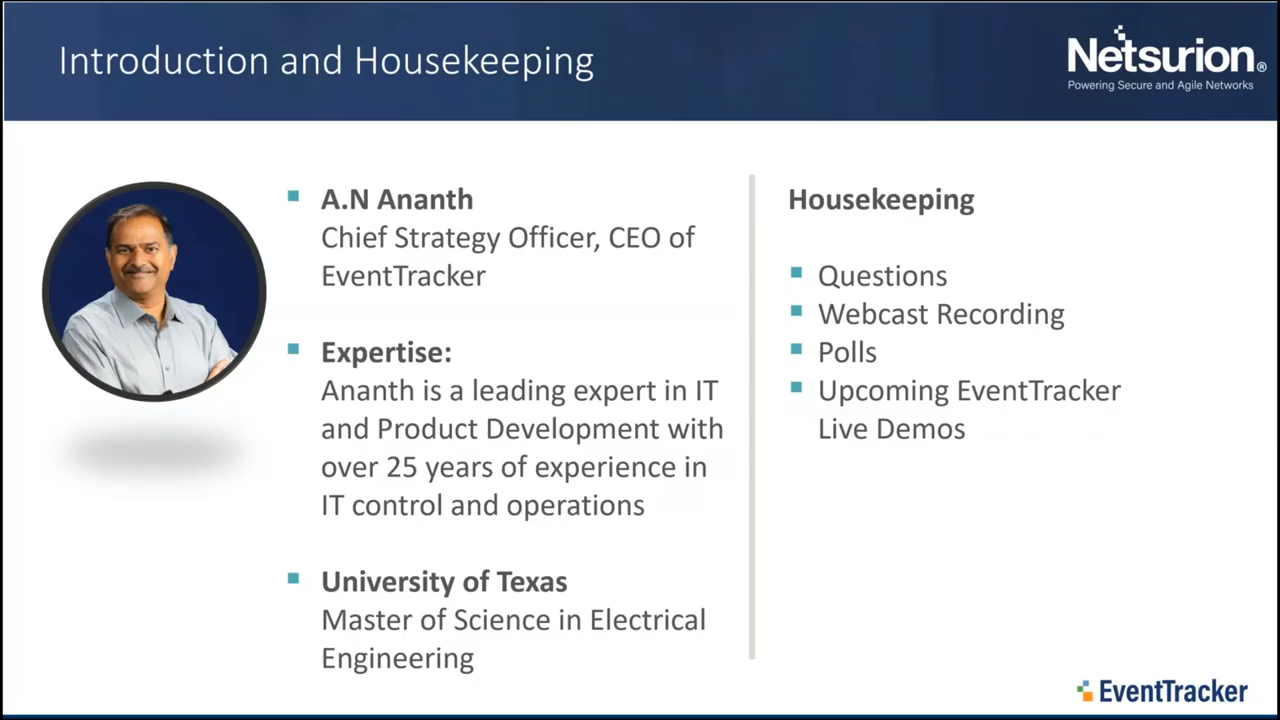 Introduction and Housekeeping
Netsurion®
Powering Secure and Agile Networks
A.N Ananth
Chief Strategy Officer, CEO of
EventTracker
Expertise:
Ananth is a leading expert in IT
and Product Development with
over 25 years of experience in
IT control and operations
University of Texas
Master of Science in Electrical
Engineering
Housekeeping
Questions
Webcast Recording
Polls
Upcoming EventTracker
Live Demos
EventTracker